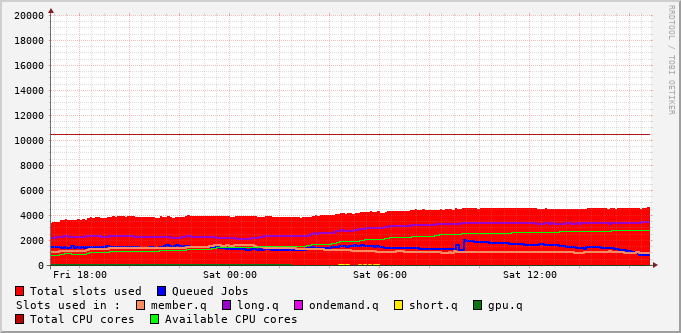 20000
18000
16000
14000
12000
10000
8000
6000
4000
2000
0
Fri 18:00 Sat 00:00 Sat 06:00 Sat 12:00
Total slots used Queued Jobs
Slots used in : member.q long.q ondemand.q short.q gpu.q
Total CPU cores Available CPU cores
RRDTOOL / TOBI OETIKER